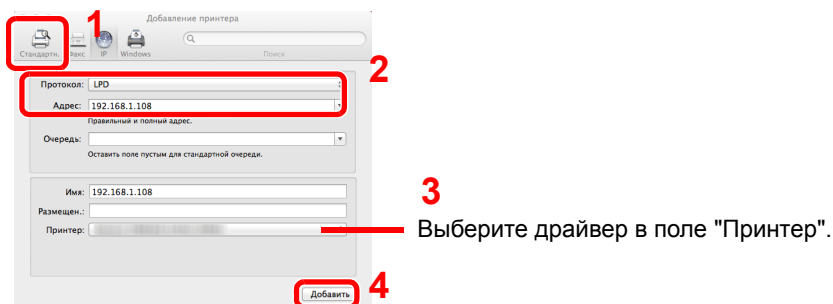 Добавление принтера
1
Стандартн. Факс IP Windows
Поиск
2
Протокол: LPD
Адрес: 192.168.1.108
Правильный и полный адрес.
Очередь:
Оставить поле пустым для стандартной очереди.
Имя: 192.168.1.108
Размещен.:
Принтер:
3
Выберите драйвер в поле "Принтер".
Добавить
4